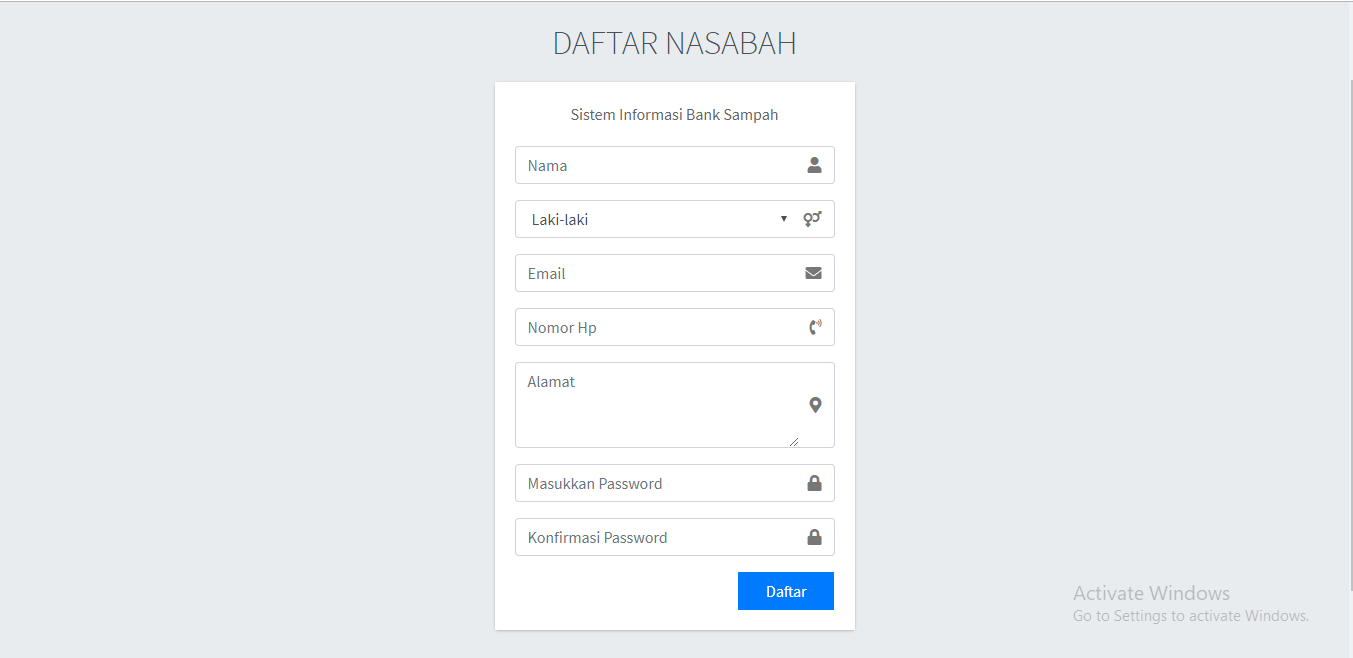 DAFTAR NASABAH
Sistem Informasi Bank Sampah
Nama
Laki-laki
Email
Nomor Hp
Alamat
Masukkan Password
Konfirmasi Password
Daftar
Activate Windows
Go to Settings to activate Windows.